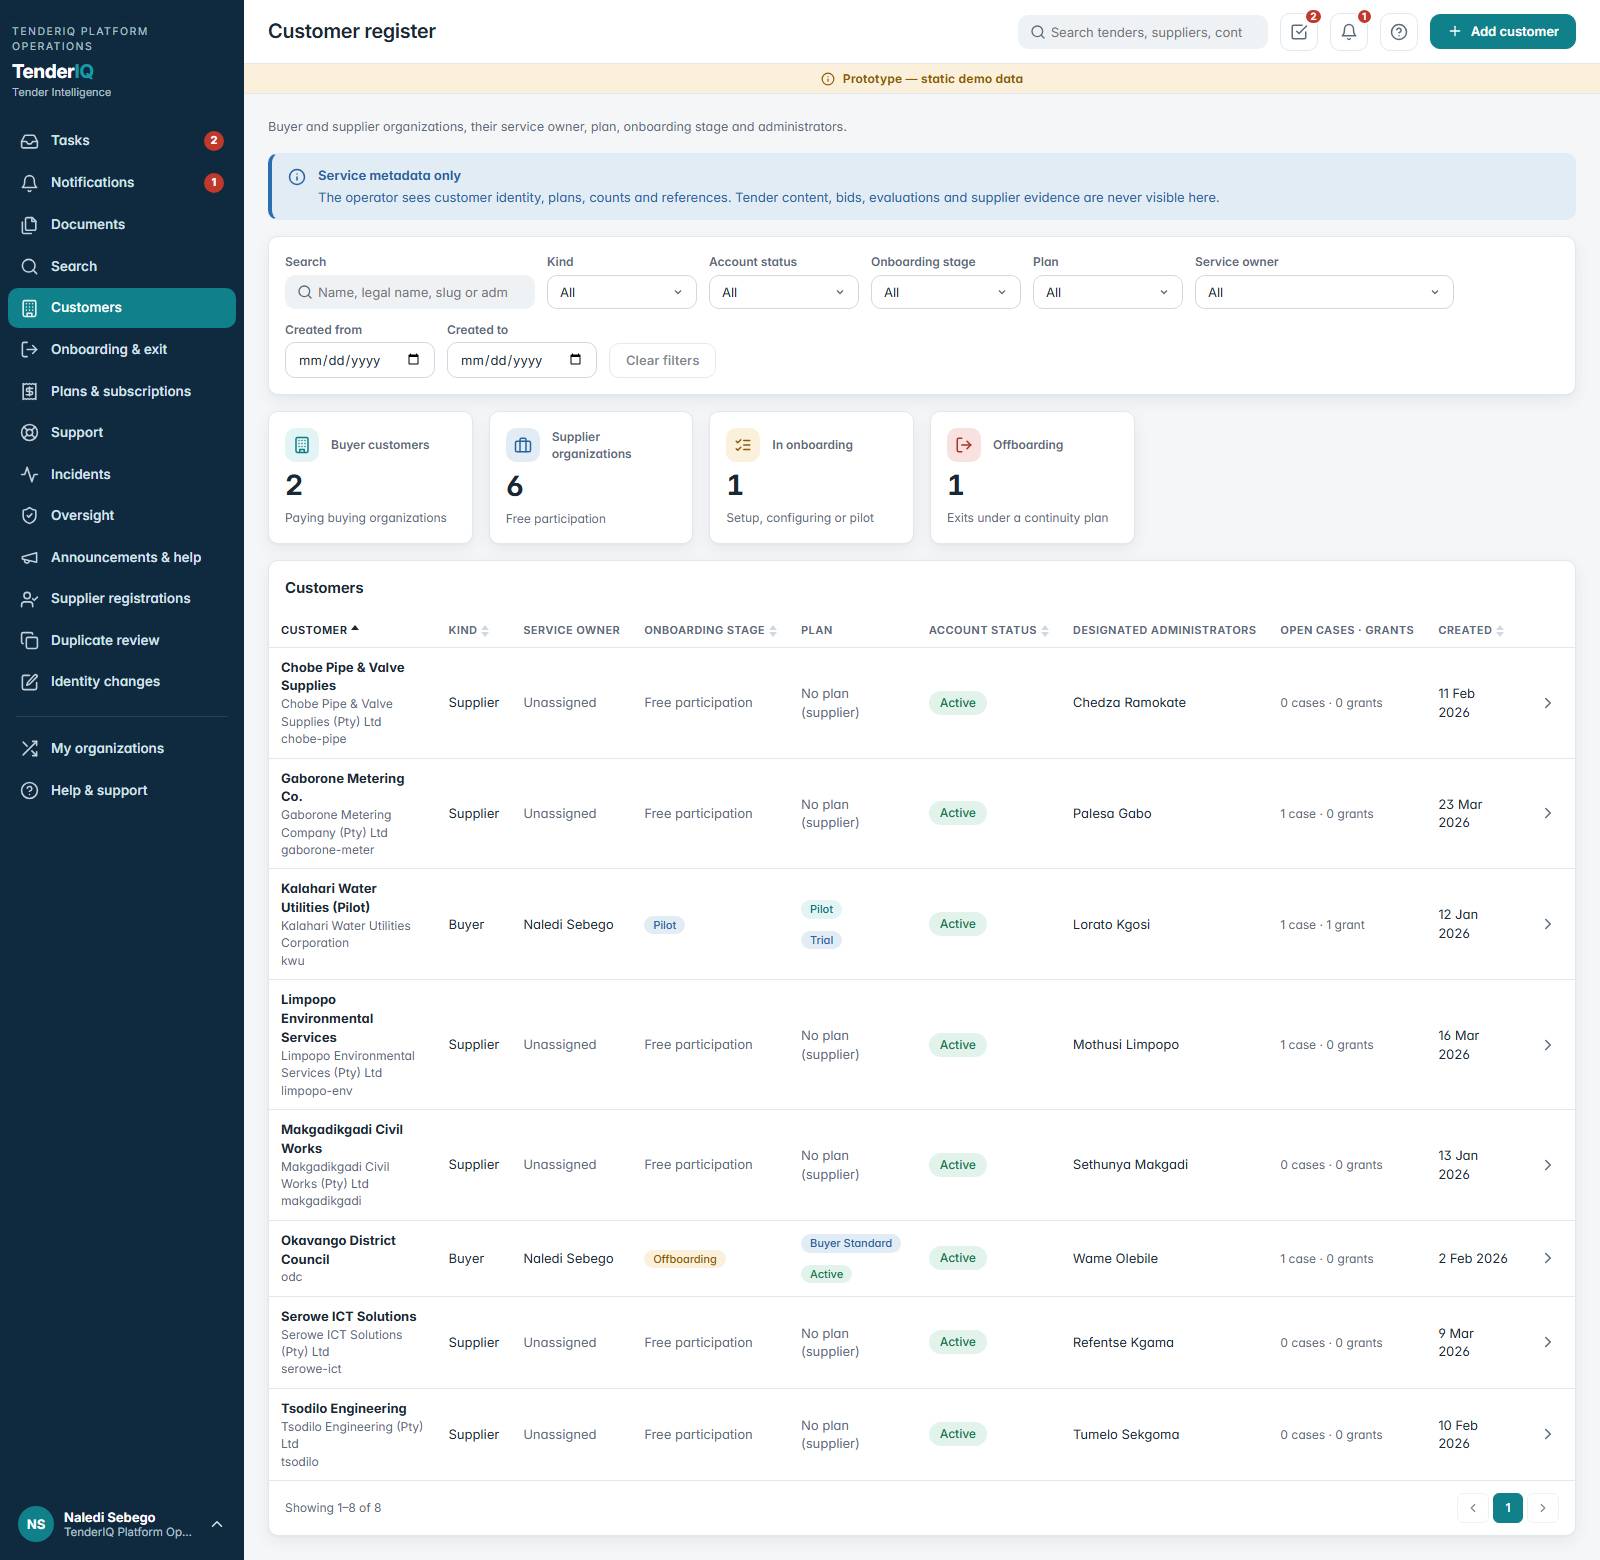 TENDERIQ PLATFORM
OPERATIONS
TenderIQ
Tender Intelligence
Tasks 2
Notifications 1
Documents
Search
Customers
Onboarding & exit
Plans & subscriptions
Support
Incidents
Oversight
Announcements & help
Supplier registrations
Duplicate review
Identity changes
My organizations
Help & support
NS
Naledi Sebego
TenderIQ Platform Op...
Customer register
Search tenders, suppliers, cont
2
1
Add customer
Prototype — static demo data
Buyer and supplier organizations, their service owner, plan, onboarding stage and administrators.
Service metadata only
The operator sees customer identity, plans, counts and references. Tender content, bids, evaluations and supplier evidence are never visible here.
Search Kind Account status Onboarding stage Plan Service owner
Name, legal name, slug or adm All All All All All
Created from Created to
mm/dd/yyyy mm/dd/yyyy Clear filters
Buyer customers
2
Paying buying organizations
Supplier
organizations
6
Free participation
In onboarding
1
Setup, configuring or pilot
Offboarding
1
Exits under a continuity plan
Customers
CUSTOMER KIND SERVICE OWNER ONBOARDING STAGE PLAN ACCOUNT STATUS DESIGNATED ADMINISTRATORS OPEN CASES · GRANTS CREATED
Chobe Pipe & Valve
Supplies
Chobe Pipe & Valve
Supplies (Pty) Ltd
chobe-pipe
Supplier Unassigned Free participation
No plan
(supplier)
Active Chedza Ramokate 0 cases · 0 grants
11 Feb
2026
Gaborone Metering
Co.
Gaborone Metering
Company (Pty) Ltd
gaborone-meter
Supplier Unassigned Free participation
No plan
(supplier)
Active Palesa Gabo 1 case · 0 grants
23 Mar
2026
Kalahari Water
Utilities (Pilot)
Kalahari Water Utilities
Corporation
kwu
Buyer Naledi Sebego Pilot
Pilot
Trial
Active Lorato Kgosi 1 case · 1 grant
12 Jan
2026
Limpopo
Environmental
Services
Limpopo Environmental
Services (Pty) Ltd
limpopo-env
Supplier Unassigned Free participation
No plan
(supplier)
Active Mothusi Limpopo 1 case · 0 grants
16 Mar
2026
Makgadikgadi Civil
Works
Makgadikgadi Civil
Works (Pty) Ltd
makgadikgadi
Supplier Unassigned Free participation
No plan
(supplier)
Active Sethunya Makgadi 0 cases · 0 grants
13 Jan
2026
Okavango District
Council
odc
Buyer Naledi Sebego Offboarding
Buyer Standard
Active
Active Wame Olebile 1 case · 0 grants
2 Feb 2026
Serowe ICT Solutions
Serowe ICT Solutions
(Pty) Ltd
serowe-ict
Supplier Unassigned Free participation
No plan
(supplier)
Active Refentse Kgama 0 cases · 0 grants
9 Mar
2026
Tsodilo Engineering
Tsodilo Engineering (Pty)
Ltd
tsodilo
Supplier Unassigned Free participation
No plan
(supplier)
Active Tumelo Sekgoma 0 cases · 0 grants
10 Feb
2026
Showing 1–8 of 8
1